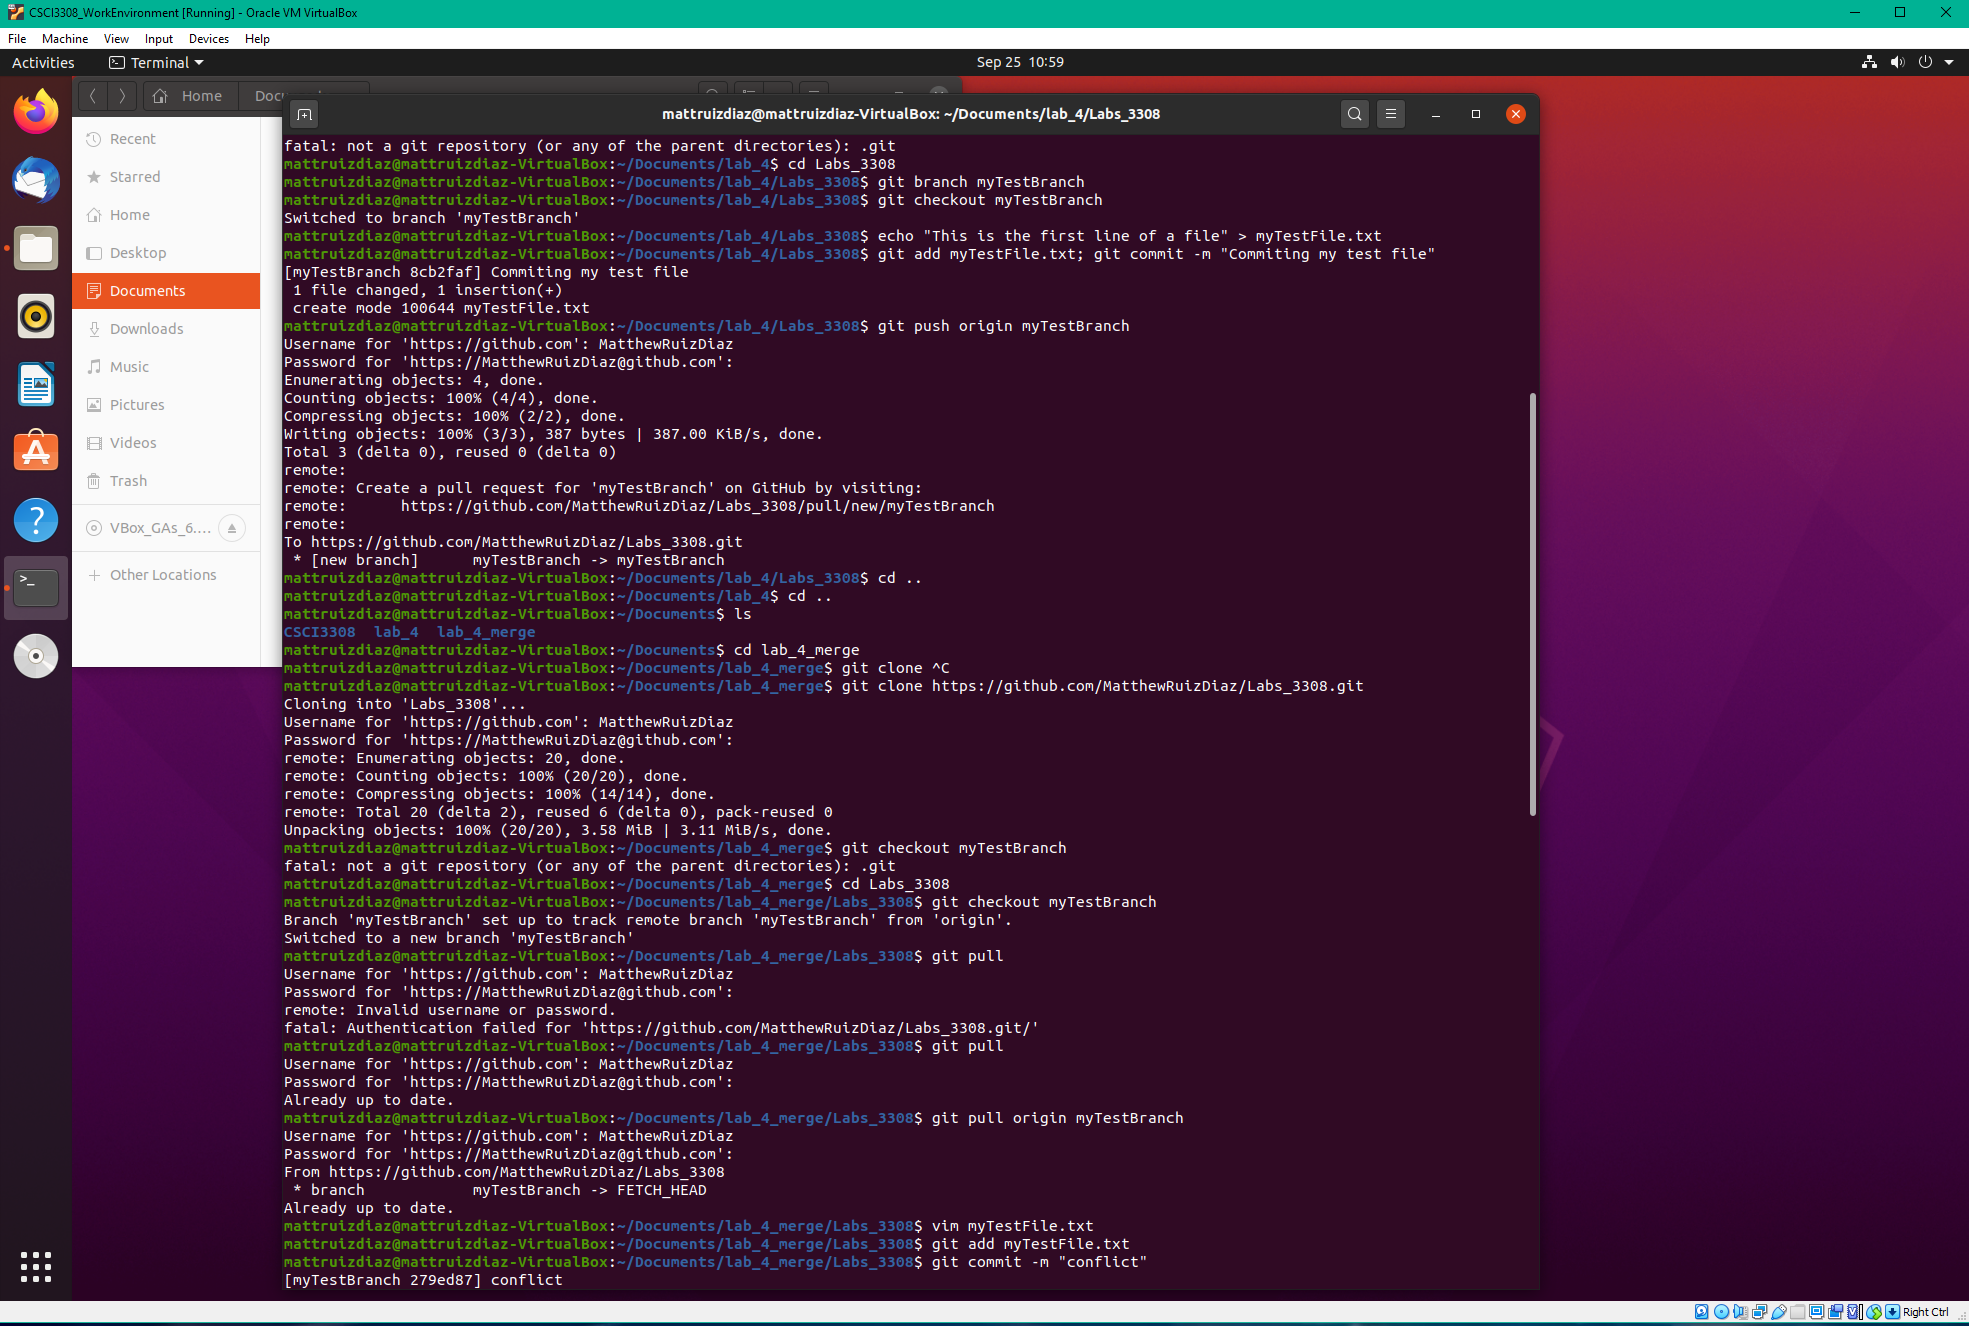 CSCI3308_WorkEnvironment [Running] - Oracle VM VirtualBox
File Machine View Input Devices Help
Activities Terminal Sep 25 10:59
Home
mattruizdiaz@mattruizdiaz-VirtualBox: ~/Documents/lab_4/Labs_3308
Recent
Starred
Home
Desktop
Documents
Downloads
Music
Pictures
Videos
Trash
VBox_GAs_6....
Other Locations
fatal: not a git repository (or any of the parent directories): .git
mattruizdiaz@mattruizdiaz-VirtualBox:~/Documents/lab_4$ cd Labs_3308
mattruizdiaz@mattruizdiaz-VirtualBox:~/Documents/lab_4/Labs_3308$ git branch myTestBranch
mattruizdiaz@mattruizdiaz-VirtualBox:~/Documents/lab_4/Labs_3308$ git checkout myTestBranch
Switched to branch 'myTestBranch'
mattruizdiaz@mattruizdiaz-VirtualBox:~/Documents/lab_4/Labs_3308$ echo "This is the first line of a file" > myTestFile.txt
mattruizdiaz@mattruizdiaz-VirtualBox:~/Documents/lab_4/Labs_3308$ git add myTestFile.txt; git commit -m "Commiting my test file"
[myTestBranch 8cb2faf] Commiting my test file
1 file changed, 1 insertion(+)
create mode 100644 myTestFile.txt
mattruizdiaz@mattruizdiaz-VirtualBox:~/Documents/lab_4/Labs_3308$ git push origin myTestBranch
Username for 'https://github.com': MatthewRuizDiaz
Password for 'https://MatthewRuizDiaz@github.com':
Enumerating objects: 4, done.
Counting objects: 100% (4/4), done.
Compressing objects: 100% (2/2), done.
Writing objects: 100% (3/3), 387 bytes | 387.00 KiB/s, done.
Total 3 (delta 0), reused 0 (delta 0)
remote:
remote: Create a pull request for 'myTestBranch' on GitHub by visiting:
remote:      https://github.com/MatthewRuizDiaz/Labs_3308/pull/new/myTestBranch
remote:
To https://github.com/MatthewRuizDiaz/Labs_3308.git
* [new branch]      myTestBranch -> myTestBranch
mattruizdiaz@mattruizdiaz-VirtualBox:~/Documents/lab_4/Labs_3308$ cd ..
mattruizdiaz@mattruizdiaz-VirtualBox:~/Documents/lab_4$ cd ..
mattruizdiaz@mattruizdiaz-VirtualBox:~/Documents$ ls
CSCI3308  lab_4  lab_4_merge
mattruizdiaz@mattruizdiaz-VirtualBox:~/Documents$ cd lab_4_merge
mattruizdiaz@mattruizdiaz-VirtualBox:~/Documents/lab_4_merge$ git clone ^C
mattruizdiaz@mattruizdiaz-VirtualBox:~/Documents/lab_4_merge$ git clone https://github.com/MatthewRuizDiaz/Labs_3308.git
Cloning into 'Labs_3308'...
Username for 'https://github.com': MatthewRuizDiaz
Password for 'https://MatthewRuizDiaz@github.com':
remote: Enumerating objects: 20, done.
remote: Counting objects: 100% (20/20), done.
remote: Compressing objects: 100% (14/14), done.
remote: Total 20 (delta 2), reused 6 (delta 0), pack-reused 0
Unpacking objects: 100% (20/20), 3.58 MiB | 3.11 MiB/s, done.
mattruizdiaz@mattruizdiaz-VirtualBox:~/Documents/lab_4_merge$ git checkout myTestBranch
fatal: not a git repository (or any of the parent directories): .git
mattruizdiaz@mattruizdiaz-VirtualBox:~/Documents/lab_4_merge$ cd Labs_3308
mattruizdiaz@mattruizdiaz-VirtualBox:~/Documents/lab_4_merge/Labs_3308$ git checkout myTestBranch
Branch 'myTestBranch' set up to track remote branch 'myTestBranch' from 'origin'.
Switched to a new branch 'myTestBranch'
mattruizdiaz@mattruizdiaz-VirtualBox:~/Documents/lab_4_merge/Labs_3308$ git pull
Username for 'https://github.com': MatthewRuizDiaz
Password for 'https://MatthewRuizDiaz@github.com':
remote: Invalid username or password.
fatal: Authentication failed for 'https://github.com/MatthewRuizDiaz/Labs_3308.git/'
mattruizdiaz@mattruizdiaz-VirtualBox:~/Documents/lab_4_merge/Labs_3308$ git pull
Username for 'https://github.com': MatthewRuizDiaz
Password for 'https://MatthewRuizDiaz@github.com':
Already up to date.
mattruizdiaz@mattruizdiaz-VirtualBox:~/Documents/lab_4_merge/Labs_3308$ git pull origin myTestBranch
Username for 'https://github.com': MatthewRuizDiaz
Password for 'https://MatthewRuizDiaz@github.com':
From https://github.com/MatthewRuizDiaz/Labs_3308
* branch            myTestBranch -> FETCH_HEAD
Already up to date.
mattruizdiaz@mattruizdiaz-VirtualBox:~/Documents/lab_4_merge/Labs_3308$ vim myTestFile.txt
mattruizdiaz@mattruizdiaz-VirtualBox:~/Documents/lab_4_merge/Labs_3308$ git add myTestFile.txt
mattruizdiaz@mattruizdiaz-VirtualBox:~/Documents/lab_4_merge/Labs_3308$ git commit -m "conflict"
[myTestBranch 279ed87] conflict
Right Ctrl